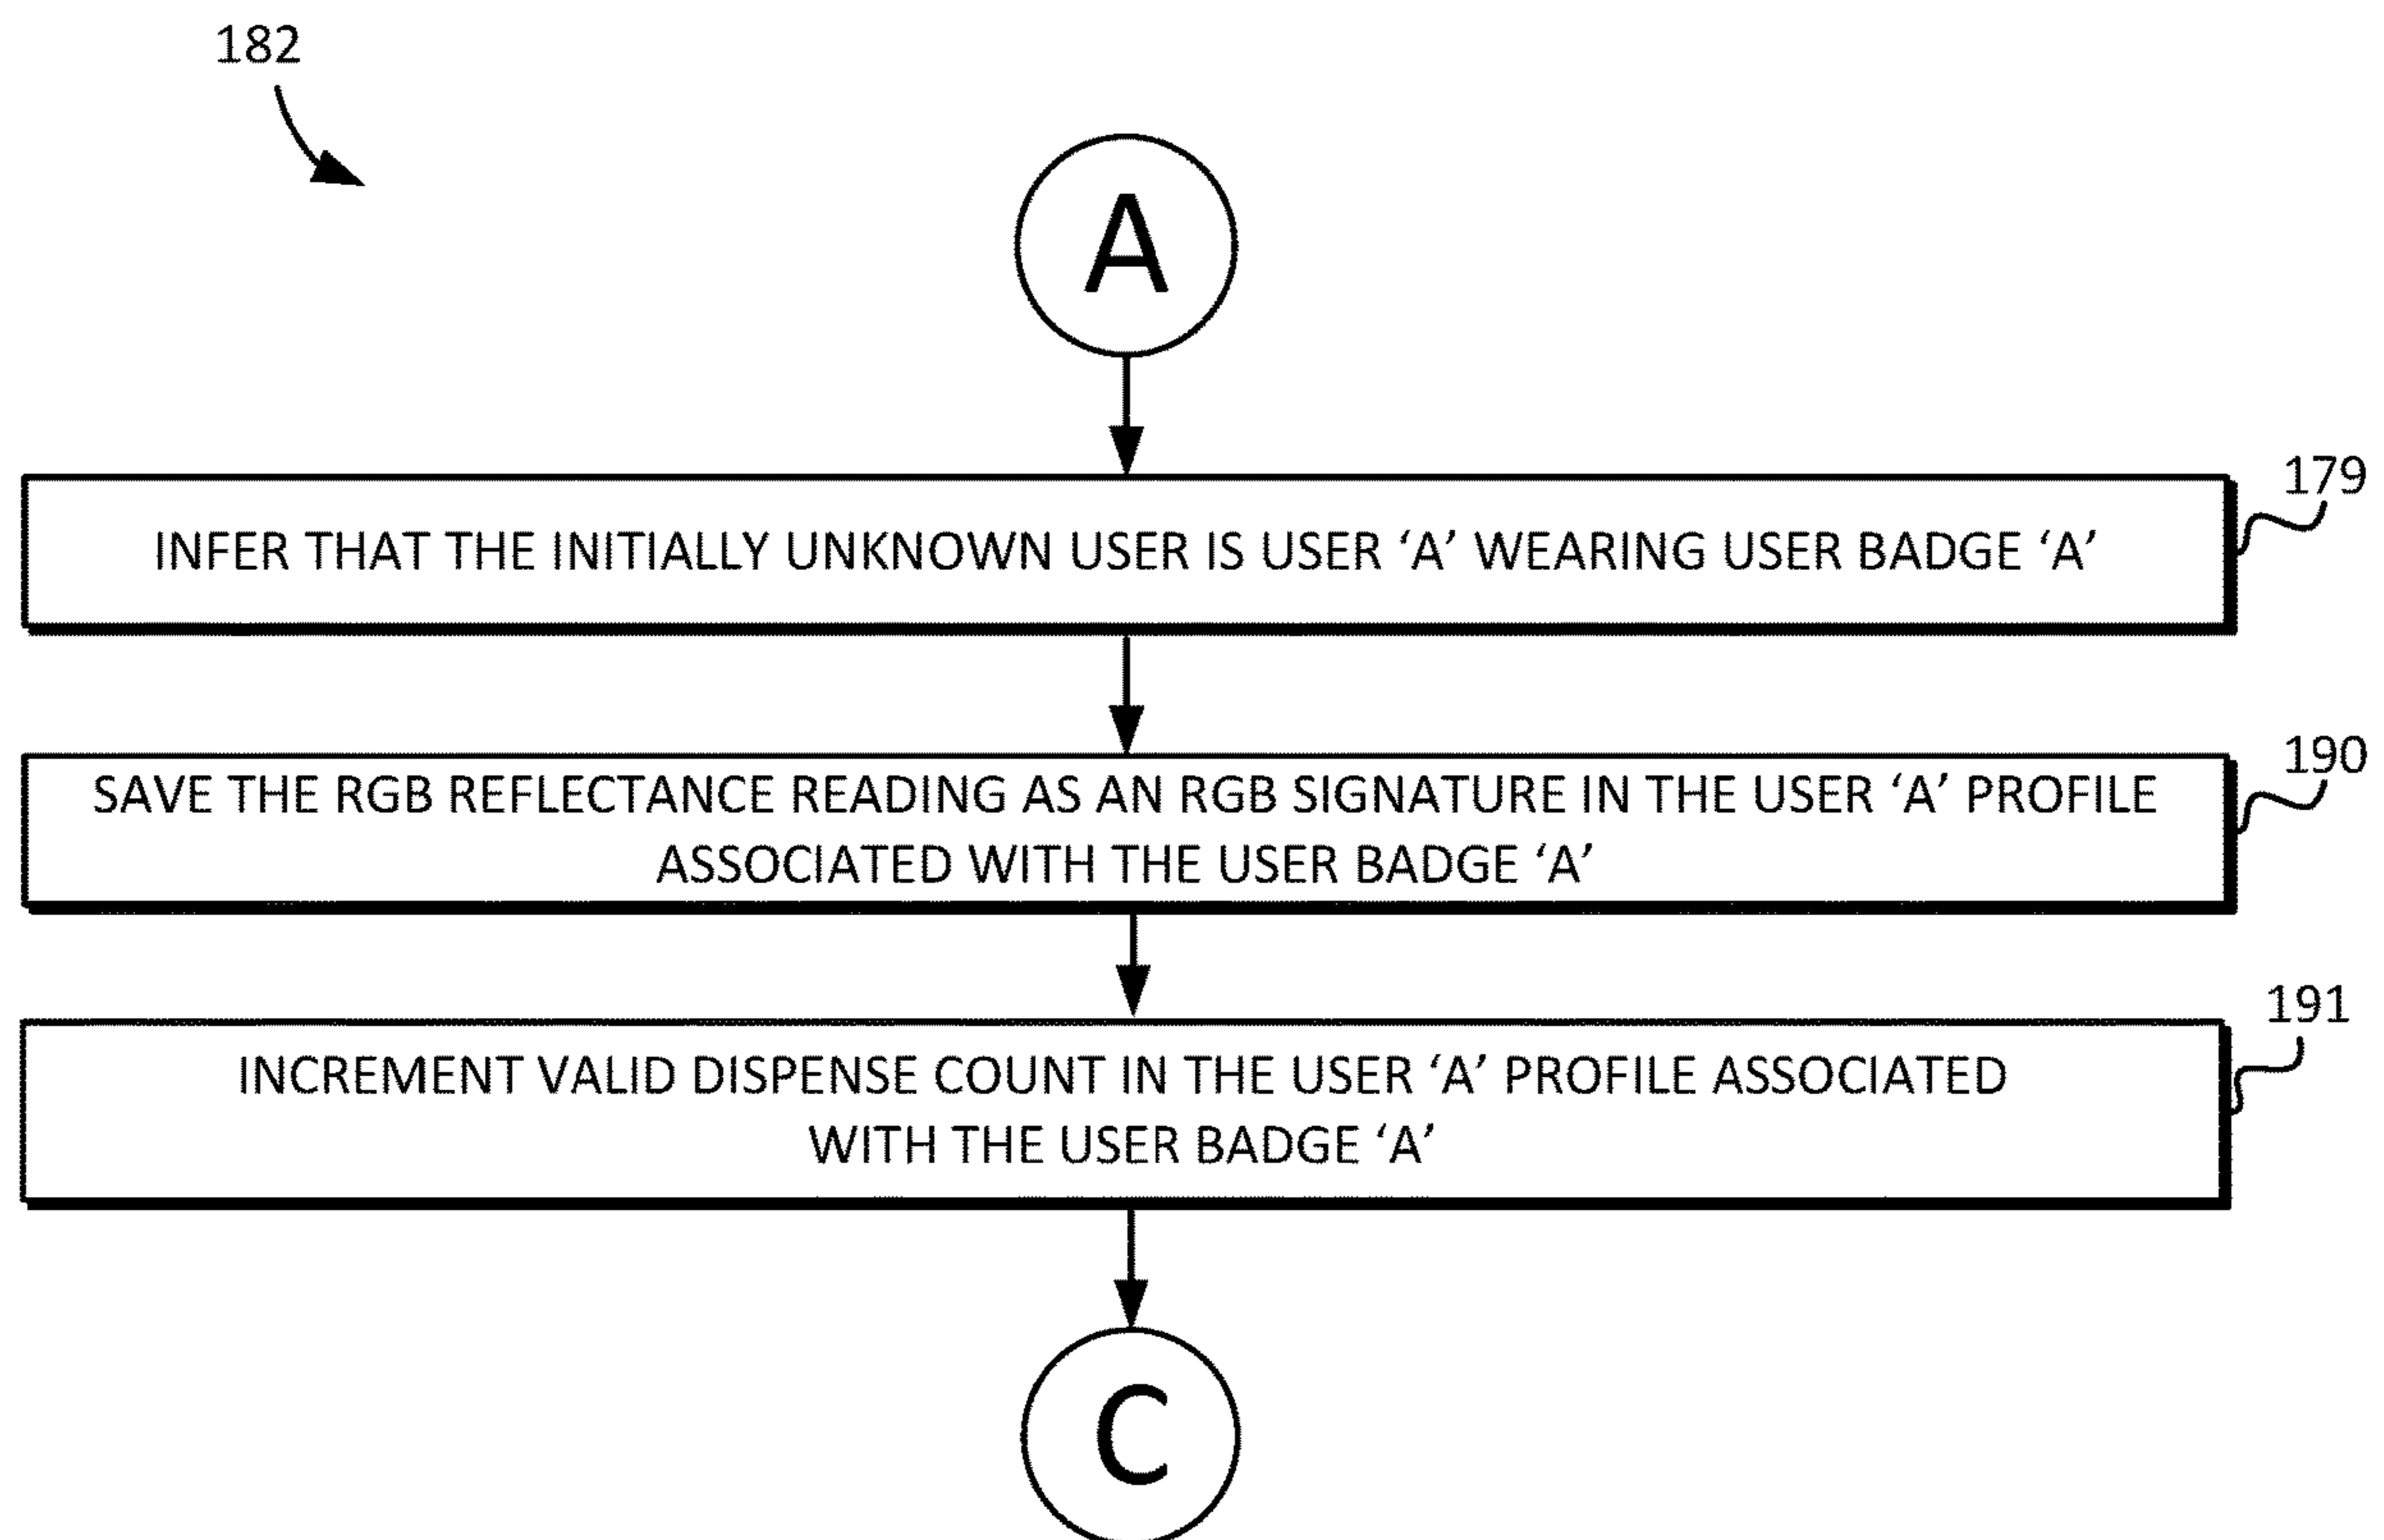 182
A
179
INFER THAT THE INITIALLY UNKNOWN USER IS USER ‘A’ WEARING USER BADGE ‘A’
190
SAVE THE RGB REFLECTANCE READING AS AN RGB SIGNATURE IN THE USER ‘A’ PROFILE
ASSOCIATED WITH THE USER BADGE ‘A’
191
INCREMENT VALID DISPENSE COUNT IN THE USER ‘A’ PROFILE ASSOCIATED
WITH THE USER BADGE ‘A’
C